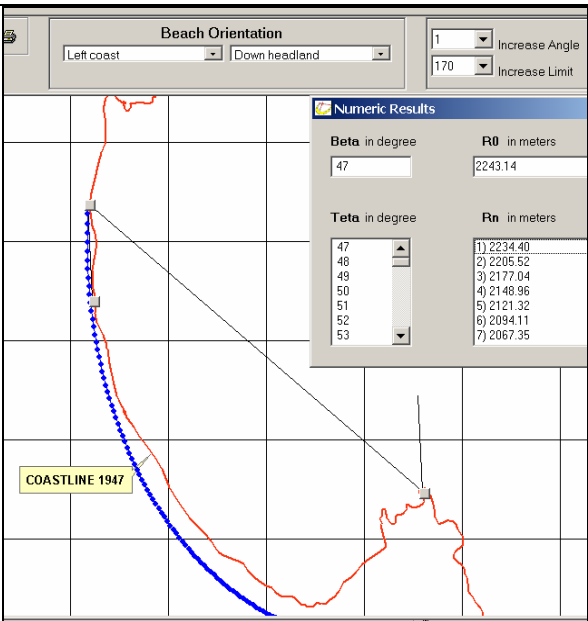 Beach Orientation
Left coast
Down headland
1
Increase Angle
170
Increase Limit
Numeric Results
Beta in degree
R0 in meters
47
2243.14
Teta in degree
Rn in meters
47
48
49
50
51
52
53
1) 2234.40
2) 2205.52
3) 2177.04
4) 2148.96
5) 2121.32
6) 2094.11
7) 2067.35
COASTLINE 1947